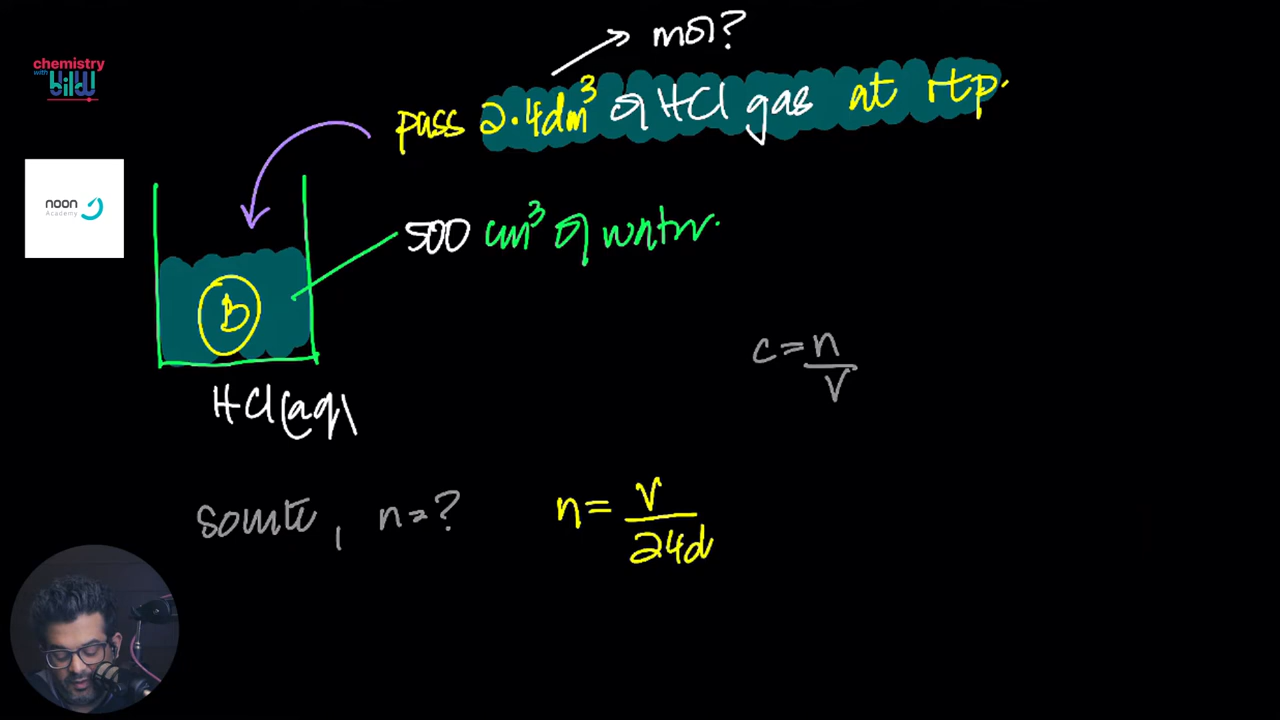 mol?
chemistry
with
bildu
pass 2.4dm³ of HCl gas at rtp.
noon
Academy
500 cm³ of water.
B
c = n
V
HCl(aq)
solute, n = ?
n = V
24d